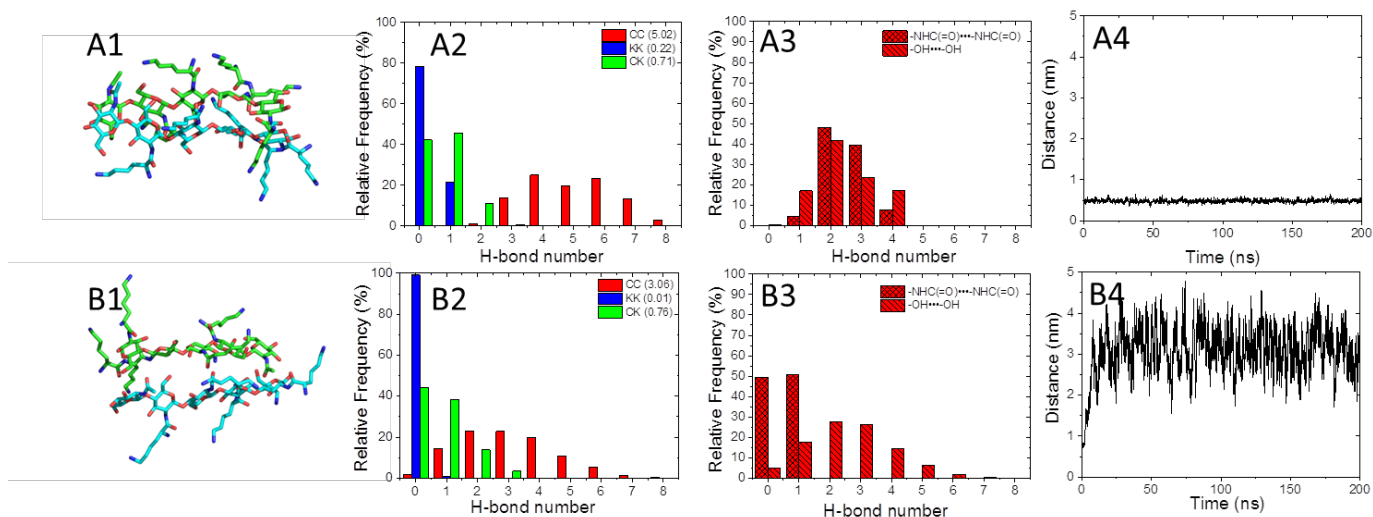 A1
A2
CC (5.02)
KK (0.22)
CK (0.71)
Relative Frequency (%)
100
80
60
40
20
0
0 1 2 3 4 5 6 7 8
H-bond number
A3
-NHC(=O)•••-NHC(=O)
-OH•••-OH
Relative Frequency (%)
100
90
80
70
60
50
40
30
20
10
0
0 1 2 3 4 5 6 7 8
H-bond number
A4
Distance (nm)
5
4
3
2
1
0
0 50 100 150 200
Time (ns)
B1
B2
CC (3.06)
KK (0.01)
CK (0.76)
Relative Frequency (%)
100
80
60
40
20
0
0 1 2 3 4 5 6 7 8
H-bond number
B3
-NHC(=O)•••-NHC(=O)
-OH•••-OH
Relative Frequency (%)
100
90
80
70
60
50
40
30
20
10
0
0 1 2 3 4 5 6 7 8
H-bond number
B4
Distance (nm)
5
4
3
2
1
0
0 50 100 150 200
Time (ns)